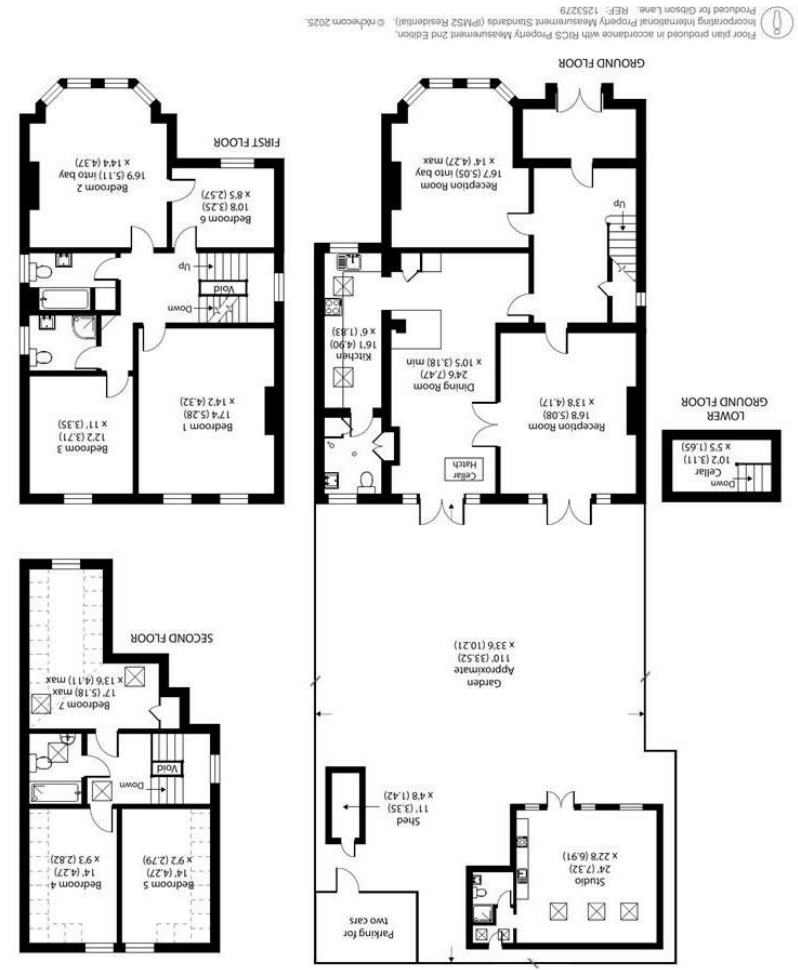 Parking for
two cars
Studio
24' (7.32)
x 22'8 (6.91)
Shed
11' (3.35)
x 4'8 (1.42)
Garden
Approximate
110' (33.52)
x 33'6 (10.21)
Bedroom 4
14' (4.27)
x 9'3 (2.82)
Bedroom 5
14' (4.27)
x 9'2 (2.79)
Down
Void
Bedroom 7
17' (5.18) max
x 13'6 (4.11) max
SECOND FLOOR
Down
Cellar
10'2 (3.11)
x 5'5 (1.65)
LOWER
GROUND FLOOR
Cellar
Hatch
Reception Room
16'8 (5.08)
x 13'8 (4.17)
Dining Room
24'6 (7.47)
x 10'5 (3.18) min
Kitchen
16'1 (4.90)
x 6' (1.83)
Up
Reception Room
16'7 (5.05) into bay
x 14' (4.27) max
GROUND FLOOR
Bedroom 1
17'4 (5.28)
x 14'2 (4.32)
Bedroom 3
12'2 (3.71)
x 11' (3.35)
Down
Void
Up
Bedroom 6
10'8 (3.25)
x 8'5 (2.57)
Bedroom 2
16'9 (5.11) into bay
x 14'4 (4.37)
FIRST FLOOR
Floor plan produced in accordance with RICS Property Measurement 2nd Edition,
Incorporating International Property Measurement Standards (IPMS2 Residential). © nichecom 2025.
Produced for Gibson Lane. REF: 1253279